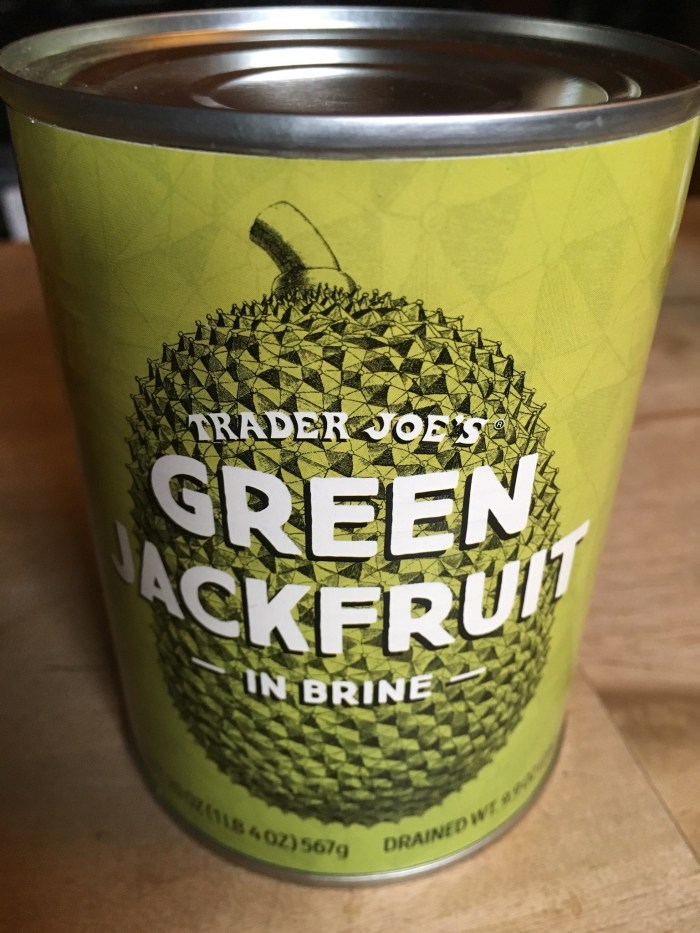 TRADER JOE'S®
GREEN
JACKFRUIT
— IN BRINE —
(1 LB 4 OZ) 567g DRAINED WT.